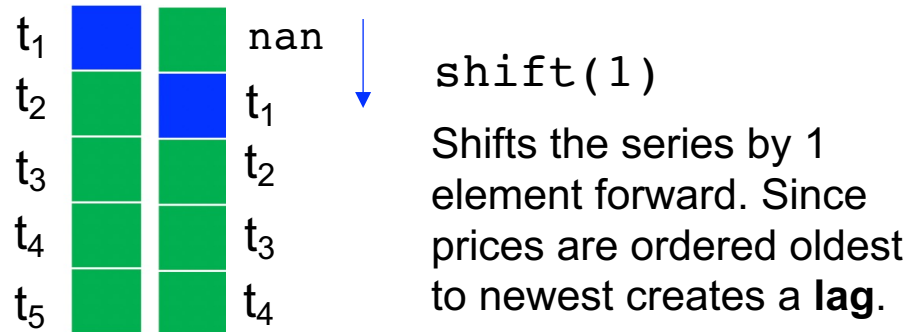 t₁ nan
t₂ t₁
t₃ t₂
t₄ t₃
t₅ t₄
shift(1)
Shifts the series by 1
element forward. Since
prices are ordered oldest
to newest creates a lag.